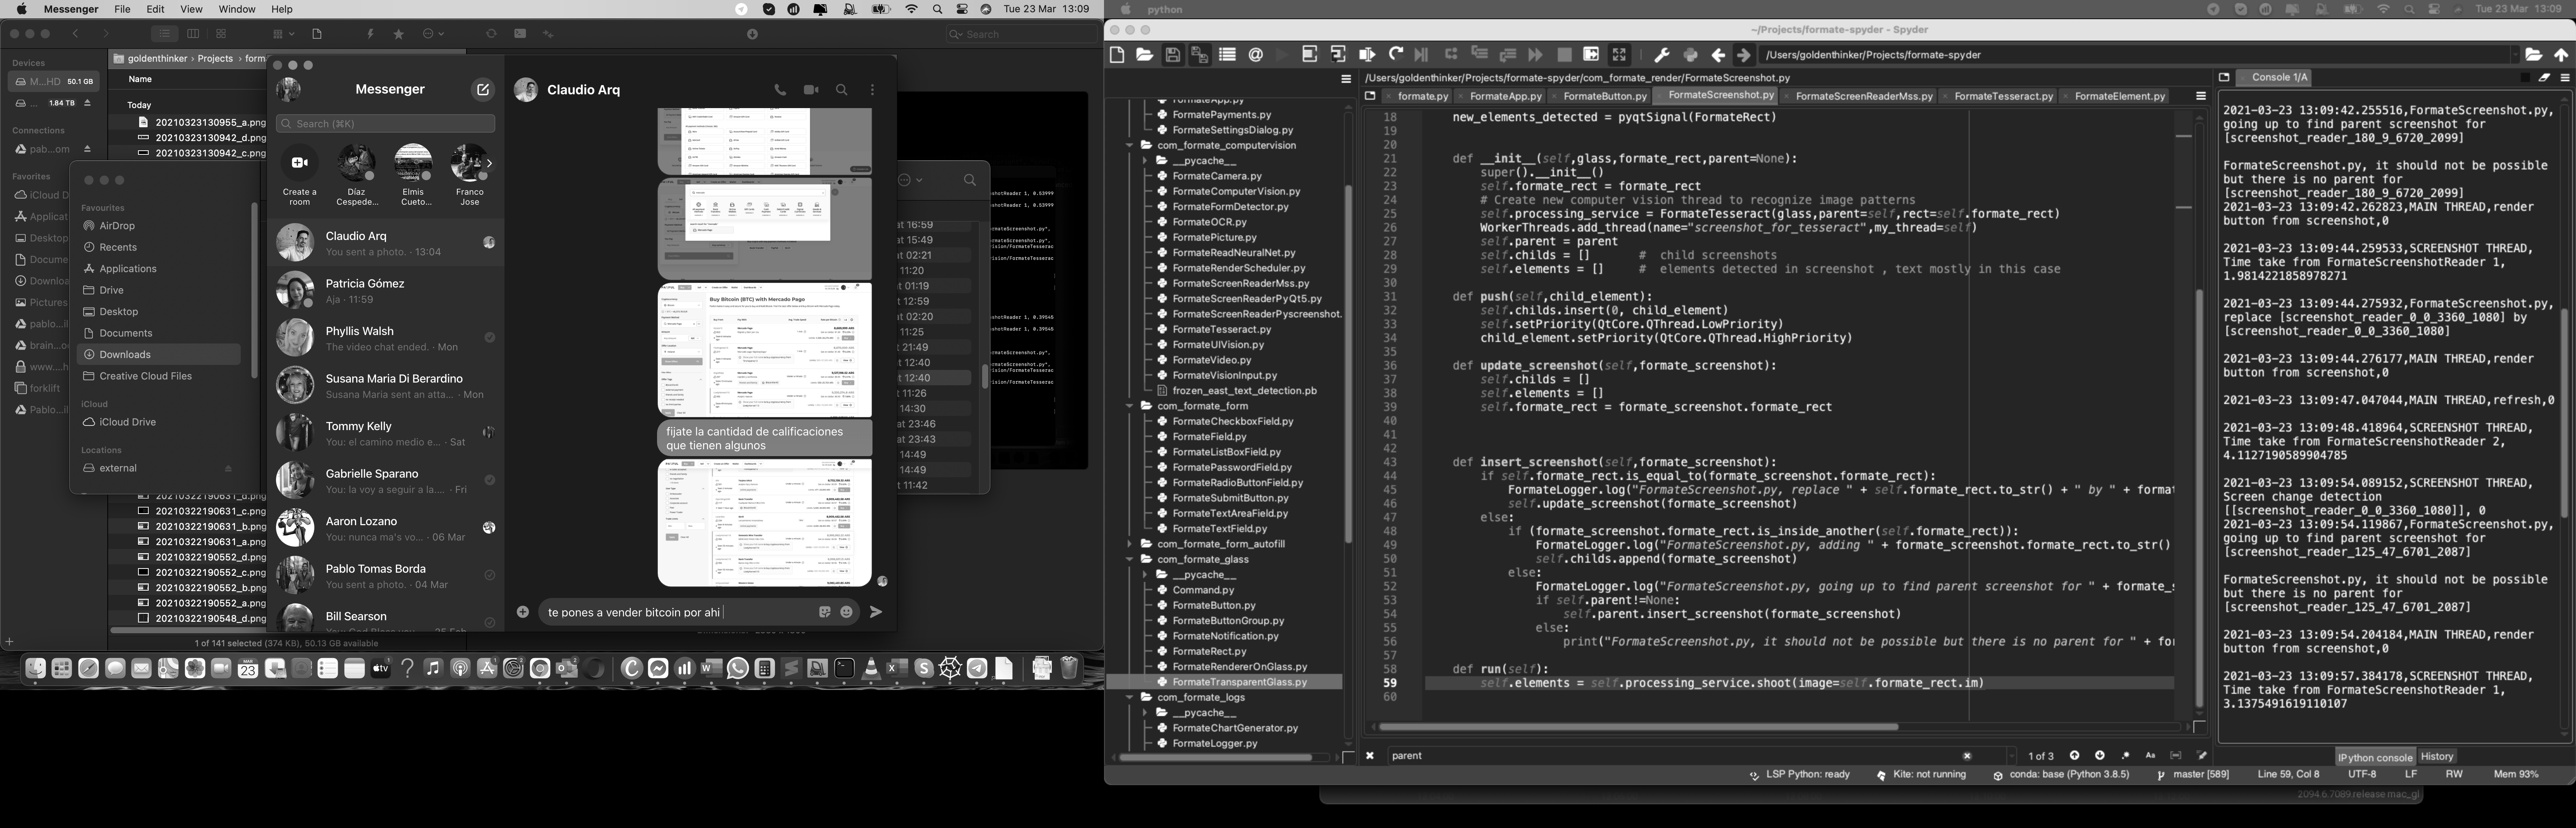 Messenger File Edit View Window Help
Tue 23 Mar 13:09
Search
goldenthinker › Projects › form
Devices
M...HD 50.1 GB
... 1.84 TB
Connections
pab...om
Favorites
iCloud D
Applicat
Desktop
Docume
Downloa
Pictures
pablo...il
brain...o
www....h
forklift
Pablo...il
Name
Today
20210323130955_a.png
20210323130942_d.png
20210323130942_c.png
20210322190631_d.png
20210322190631_c.png
20210322190631_b.png
20210322190631_a.png
20210322190552_d.png
20210322190552_c.png
20210322190552_b.png
20210322190552_a.png
20210322190548_d.png
1 of 141 selected (374 KB), 50.13 GB available
Favourites
AirDrop
Recents
Applications
Drive
Desktop
Documents
Downloads
Creative Cloud Files
iCloud
iCloud Drive
Locations
external
Messenger
Search (⌘K)
Create a room
Díaz Cespede...
Elmis Cueto...
Franco Jose
Claudio Arq
You sent a photo. · 13:04
Patricia Gómez
Aja · 11:59
Phyllis Walsh
The video chat ended. · Mon
Susana Maria Di Berardino
Susana Maria sent an atta... · Mon
Tommy Kelly
You: el camino medio e... · Sat
Gabrielle Sparano
You: la voy a seguir a la.... · Fri
Aaron Lozano
You: nunca ma's vo... · 06 Mar
Pablo Tomas Borda
You sent a photo. · 04 Mar
Bill Searson
Claudio Arq
Buy Bitcoin (BTC) with Mercado Pago
fijate la cantidad de calificaciones
que tienen algunos
te pones a vender bitcoin por ahi
at 16:59
at 15:49
at 02:21
11:20
at 01:19
12:59
at 02:20
11:25
at 21:49
12:40
12:40
at 11:26
14:30
at 23:46
at 23:43
14:49
14:49
t 11:42
python
Tue 23 Mar 13:09
~/Projects/formate-spyder - Spyder
/Users/goldenthinker/Projects/formate-spyder
FormateApp.py
FormatePayments.py
FormateSettingsDialog.py
com_formate_computervision
__pycache__
FormateCamera.py
FormateComputerVision.py
FormateFormDetector.py
FormateOCR.py
FormatePicture.py
FormateReadNeuralNet.py
FormateRenderScheduler.py
FormateScreenReaderMss.py
FormateScreenReaderPyQt5.py
FormateScreenReaderPyscreenshot.
FormateTesseract.py
FormateUIVision.py
FormateVideo.py
FormateVisionInput.py
frozen_east_text_detection.pb
com_formate_form
FormateCheckboxField.py
FormateField.py
FormateListBoxField.py
FormatePasswordField.py
FormateRadioButtonField.py
FormateSubmitButton.py
FormateTextAreaField.py
FormateTextField.py
com_formate_form_autofill
com_formate_glass
__pycache__
Command.py
FormateButton.py
FormateButtonGroup.py
FormateNotification.py
FormateRect.py
FormateRendererOnGlass.py
FormateTransparentGlass.py
com_formate_logs
__pycache__
FormateChartGenerator.py
FormateLogger.py
/Users/goldenthinker/Projects/formate-spyder/com_formate_render/FormateScreenshot.py
formate.py FormateApp.py FormateButton.py FormateScreenshot.py FormateScreenReaderMss.py FormateTesseract.py FormateElement.py
18 new_elements_detected = pyqtSignal(FormateRect)
19
20
21 def __init__(self,glass,formate_rect,parent=None):
22 super().__init__()
23 self.formate_rect = formate_rect
24 # Create new computer vision thread to recognize image patterns
25 self.processing_service = FormateTesseract(glass,parent=self,rect=self.formate_rect)
26 WorkerThreads.add_thread(name="screenshot_for_tesseract",my_thread=self)
27 self.parent = parent
28 self.childs = [] # child screenshots
29 self.elements = [] # elements detected in screenshot , text mostly in this case
30
31 def push(self,child_element):
32 self.childs.insert(0, child_element)
33 self.setPriority(QtCore.QThread.LowPriority)
34 child_element.setPriority(QtCore.QThread.HighPriority)
35
36 def update_screenshot(self,formate_screenshot):
37 self.childs = []
38 self.elements = []
39 self.formate_rect = formate_screenshot.formate_rect
40
41
42
43 def insert_screenshot(self,formate_screenshot):
44 if self.formate_rect.is_equal_to(formate_screenshot.formate_rect):
45 FormateLogger.log("FormateScreenshot.py, replace " + self.formate_rect.to_str() + " by " + format
46 self.update_screenshot(formate_screenshot)
47 else:
48 if (formate_screenshot.formate_rect.is_inside_another(self.formate_rect)):
49 FormateLogger.log("FormateScreenshot.py, adding " + formate_screenshot.formate_rect.to_str()
50 self.childs.append(formate_screenshot)
51 else:
52 FormateLogger.log("FormateScreenshot.py, going up to find parent screenshot for " + formate_s
53 if self.parent!=None:
54 self.parent.insert_screenshot(formate_screenshot)
55 else:
56 print("FormateScreenshot.py, it should not be possible but there is no parent for " + for
57
58 def run(self):
59 self.elements = self.processing_service.shoot(image=self.formate_rect.im)
60
parent
1 of 3
Console 1/A
2021-03-23 13:09:42.255516,FormateScreenshot.py,
going up to find parent screenshot for
[screenshot_reader_180_9_6720_2099]
FormateScreenshot.py, it should not be possible
but there is no parent for
[screenshot_reader_180_9_6720_2099]
2021-03-23 13:09:42.262823,MAIN THREAD,render
button from screenshot,0
2021-03-23 13:09:44.259533,SCREENSHOT THREAD,
Time take from FormateScreenshotReader 1,
1.9814221858978271
2021-03-23 13:09:44.275932,FormateScreenshot.py,
replace [screenshot_reader_0_0_3360_1080] by
[screenshot_reader_0_0_3360_1080]
2021-03-23 13:09:44.276177,MAIN THREAD,render
button from screenshot,0
2021-03-23 13:09:47.047044,MAIN THREAD,refresh,0
2021-03-23 13:09:48.418964,SCREENSHOT THREAD,
Time take from FormateScreenshotReader 2,
4.1127190589904785
2021-03-23 13:09:54.089152,SCREENSHOT THREAD,
Screen change detection
[[screenshot_reader_0_0_3360_1080]], 0
2021-03-23 13:09:54.119867,FormateScreenshot.py,
going up to find parent screenshot for
[screenshot_reader_125_47_6701_2087]
FormateScreenshot.py, it should not be possible
but there is no parent for
[screenshot_reader_125_47_6701_2087]
2021-03-23 13:09:54.204184,MAIN THREAD,render
button from screenshot,0
2021-03-23 13:09:57.384178,SCREENSHOT THREAD,
Time take from FormateScreenshotReader 1,
3.1375491619110107
IPython console History
LSP Python: ready Kite: not running conda: base (Python 3.8.5) master [589] Line 59, Col 8 UTF-8 LF RW Mem 93%
2094.6.7089 release mac_gl